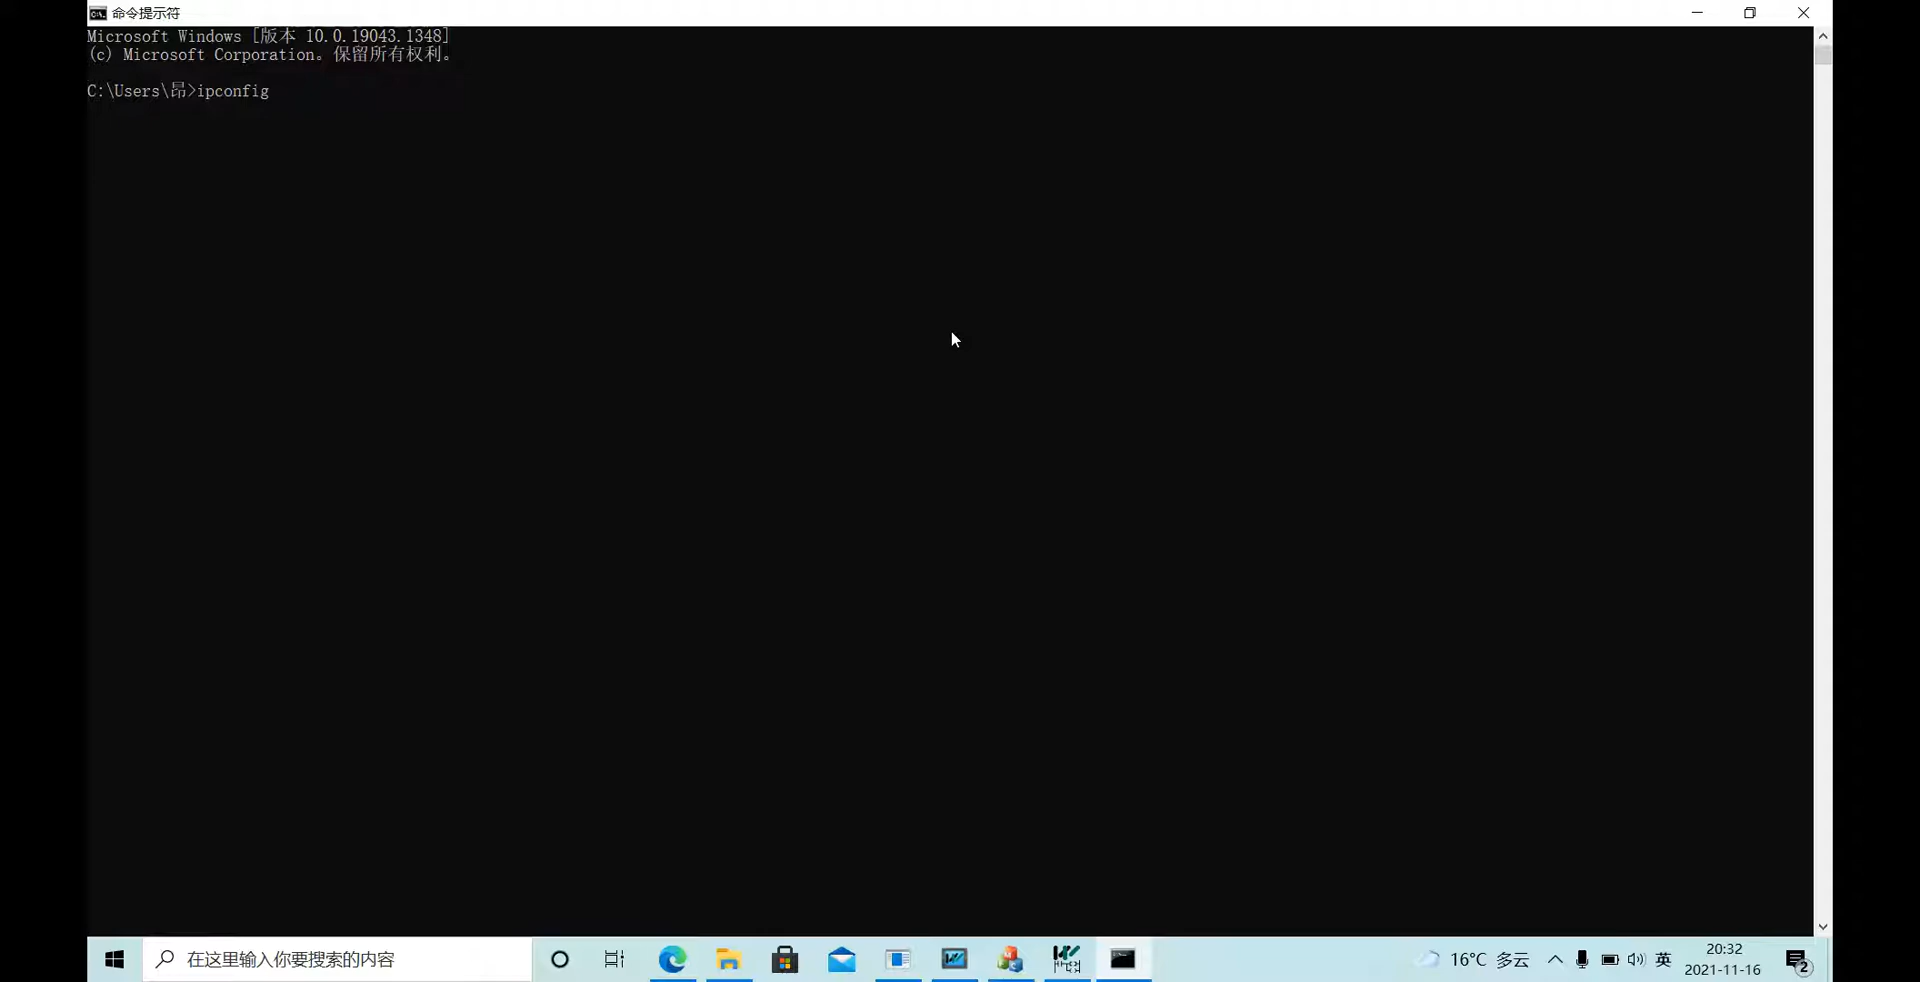 命令提示符
Microsoft Windows [版本 10.0.19043.1348]
(c) Microsoft Corporation。保留所有权利。
C:\Users\昂>ipconfig
在这里输入你要搜索的内容
16°C 多云
英
20:32
2021-11-16
2